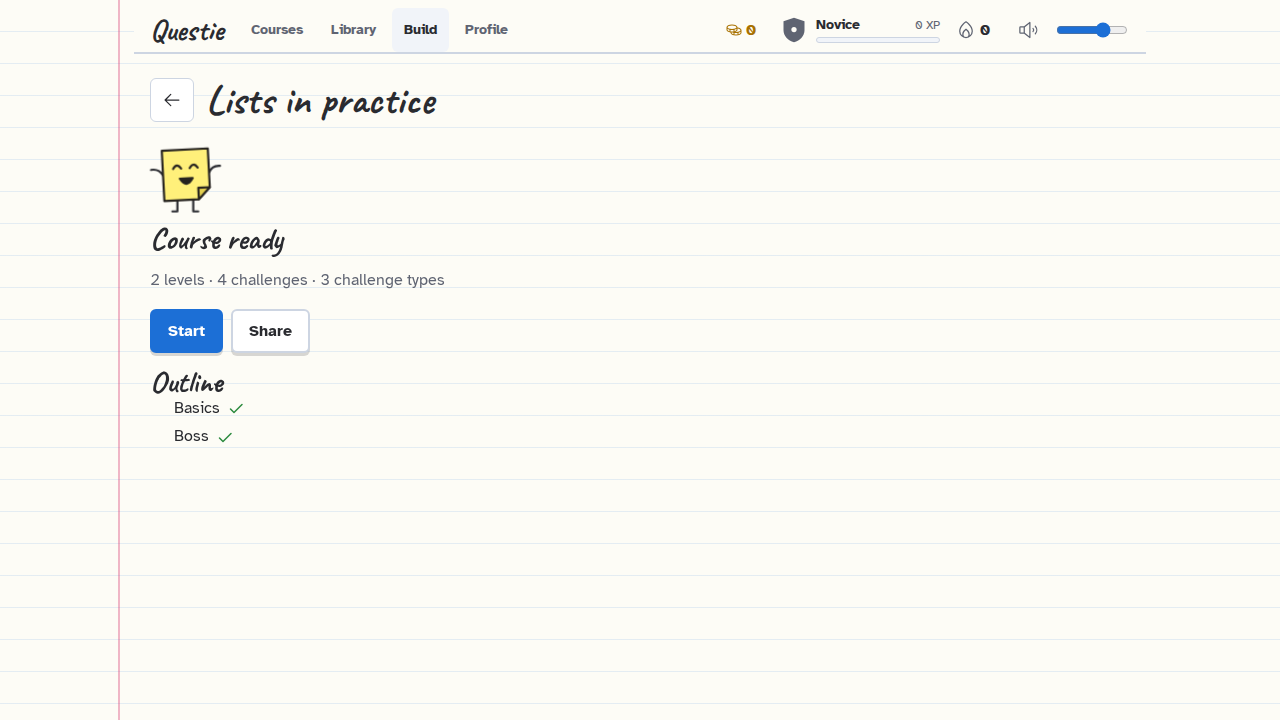 Questie Courses Library Build Profile 0 Novice 0 XP 0
Lists in practice
Course ready
2 levels · 4 challenges · 3 challenge types
Start Share
Outline
Basics
Boss